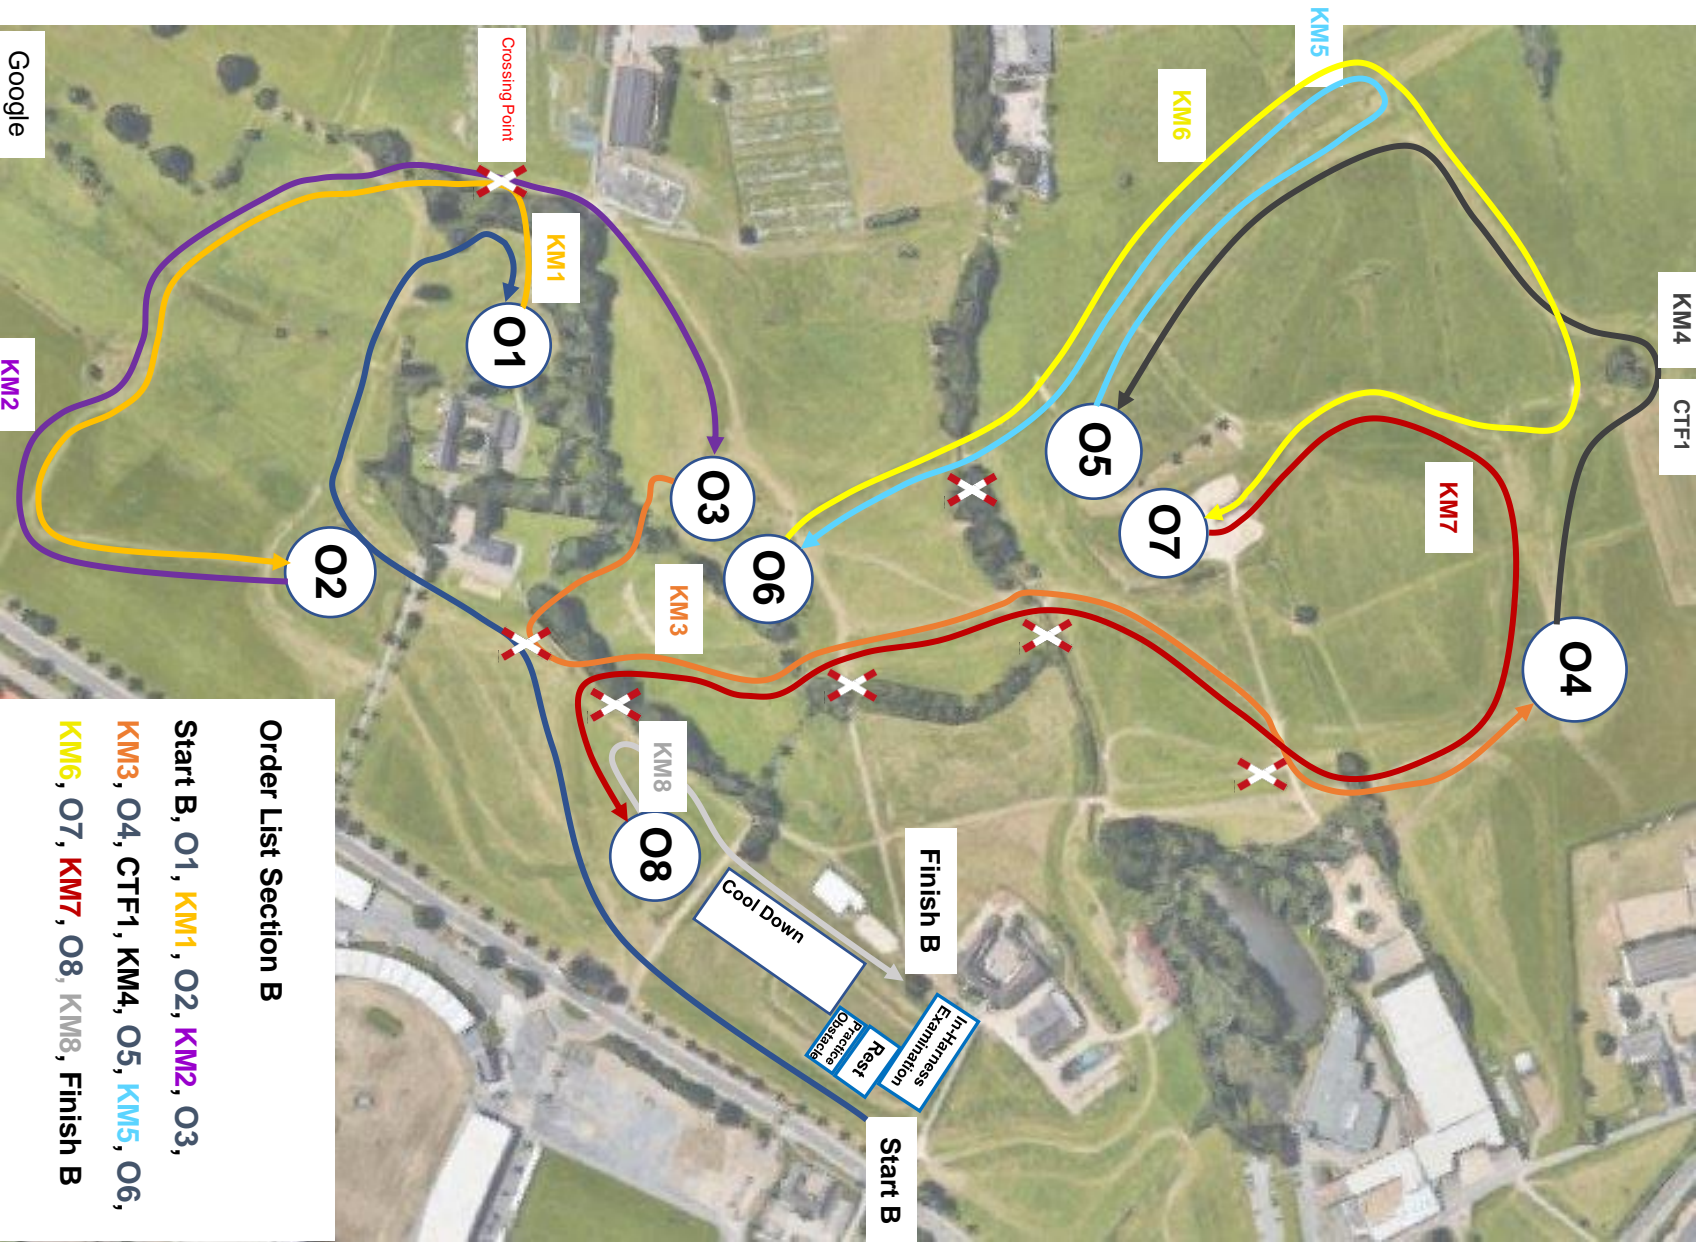 KM4
CTF1
O4
KM5
KM6
KM7
O5
O7
Finish B
Start B
In-Harness
Examination
Rest
Practice
Obstacle
Cool Down
O6
O3
KM3
KM8
O8
Crossing Point
KM1
O1
O2
Google
KM2
Order List Section B
Start B, O1, KM1, O2, KM2, O3,
KM3, O4, CTF1, KM4, O5, KM5, O6,
KM6, O7, KM7, O8, KM8, Finish B